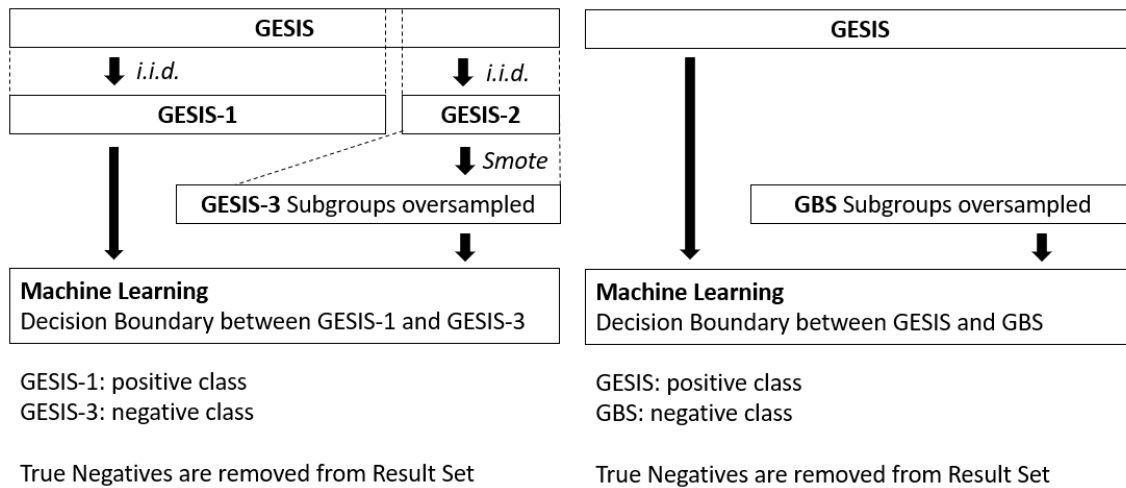 GESIS
i.i.d.
i.i.d.
GESIS-1
GESIS-2
Smote
GESIS-3 Subgroups oversampled
Machine Learning
Decision Boundary between GESIS-1 and GESIS-3
GESIS-1: positive class
GESIS-3: negative class
True Negatives are removed from Result Set
GESIS
GBS Subgroups oversampled
Machine Learning
Decision Boundary between GESIS and GBS
GESIS: positive class
GBS: negative class
True Negatives are removed from Result Set